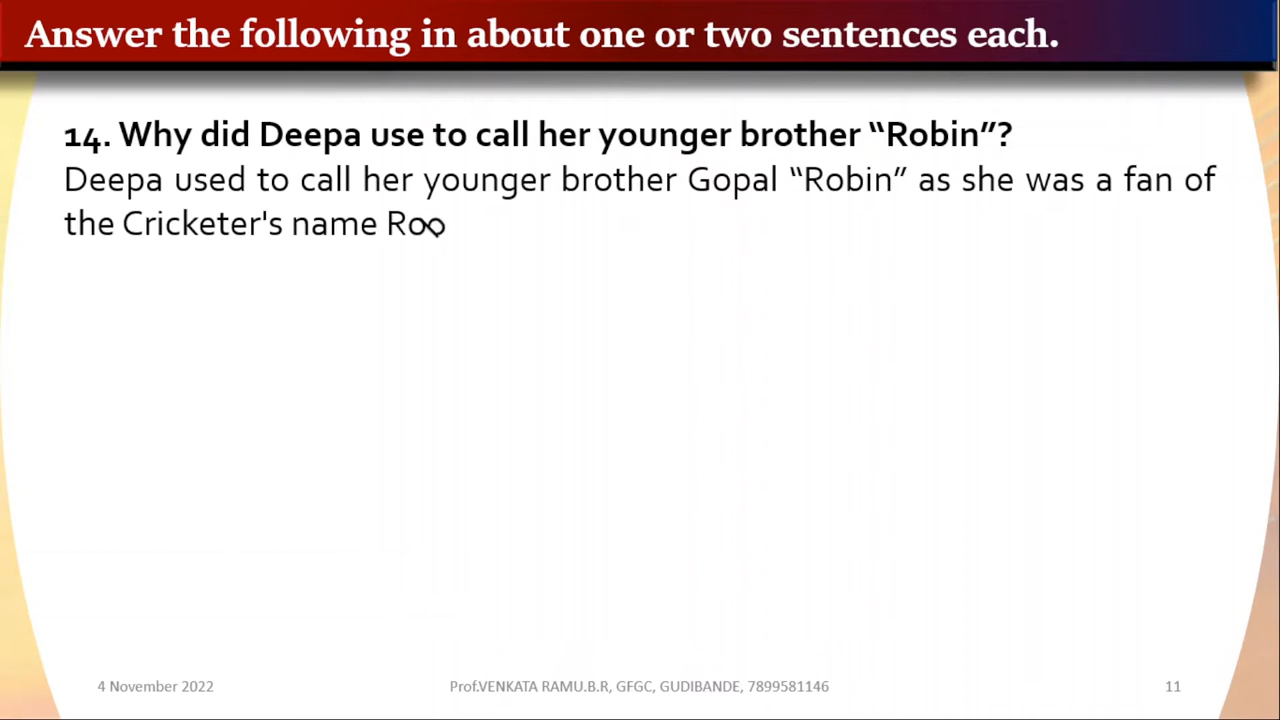 Answer the following in about one or two sentences each.
14. Why did Deepa use to call her younger brother “Robin”?
Deepa used to call her younger brother Gopal “Robin” as she was a fan of
the Cricketer's name
4 November 2022
Prof.VENKATA RAMU.B.R, GFGC, GUDIBANDE, 7899581146
11